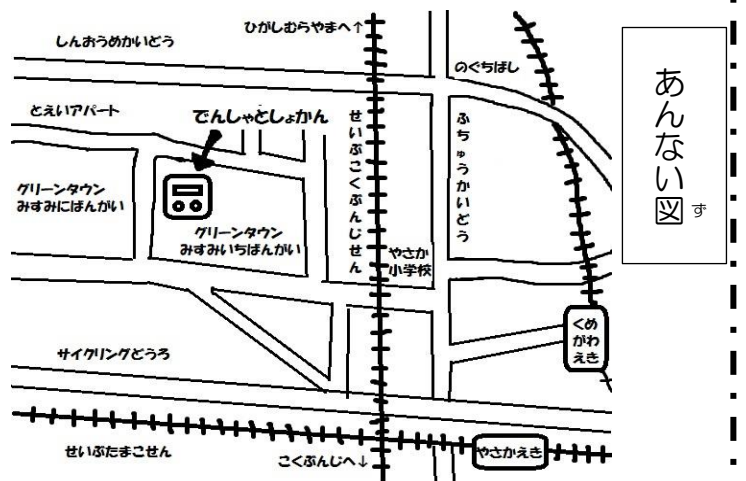 あんない図
ず
ひがしむらやまへ↑
しんおうめかいどう
のぐちばし
とえいアパート
でんしゃとしょかん
せいぶこくぶんじせん
ふちゅうかいどう
グリーンタウン
みすみにばんがい
グリーンタウン
みすみいちばんがい
やさか
小学校
くめ
がわ
えき
サイクリングどうろ
せいぶたまこせん
こくぶんじへ↓
やさかえき